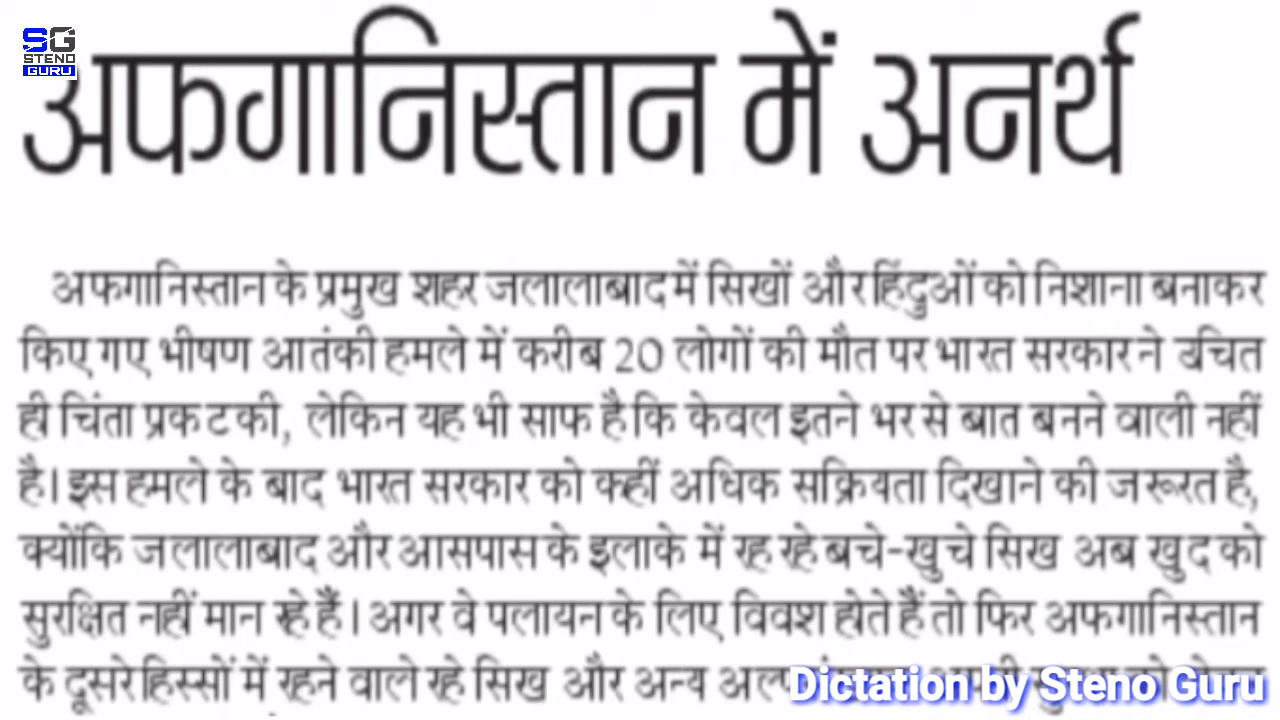 SG
STENO
GURU
अफगानिस्तान में अनर्थ
अफगानिस्तान के प्रमुख शहर जलालाबाद में सिखों और हिंदुओं को निशाना बनाकर
किए गए भीषण आतंकी हमले में करीब 20 लोगों की मौत पर भारत सरकार ने उचित
ही चिंता प्रकट की, लेकिन यह भी साफ है कि केवल इतने भर से बात बनने वाली नहीं
है। इस हमले के बाद भारत सरकार को कहीं अधिक सक्रियता दिखाने की जरूरत है,
क्योंकि जलालाबाद और आसपास के इलाके में रह रहे बचे-खुचे सिख अब खुद को
सुरक्षित नहीं मान रहे हैं। अगर वे पलायन के लिए विवश होते हैं तो फिर अफगानिस्तान
के दूसरे हिस्सों में रहने वाले रहे सिख और अन्य
Dictation by Steno Guru